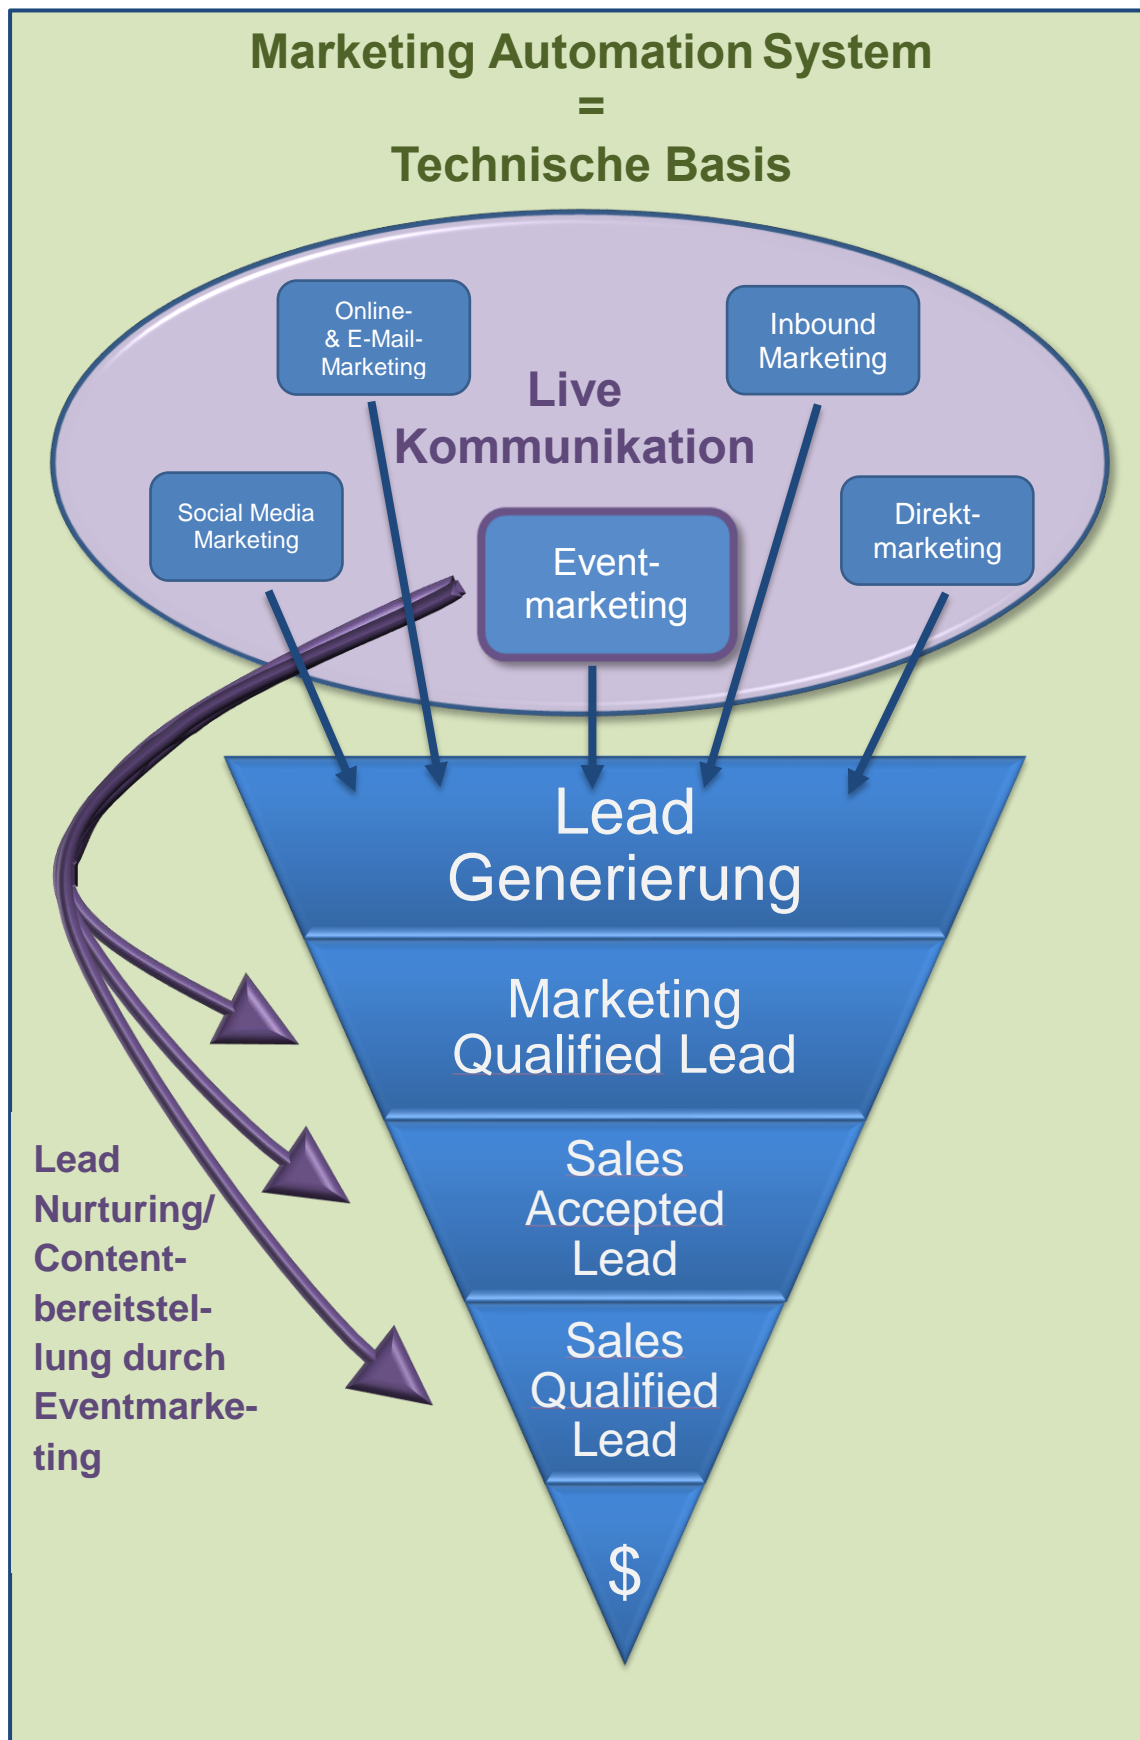 Marketing Automation System
=
Technische Basis
Online-
& E-Mail-
Marketing
Inbound
Marketing
Live
Kommunikation
Social Media
Marketing
Event-
marketing
Direkt-
marketing
Lead
Generierung
Marketing
Qualified Lead
Sales
Accepted
Lead
Sales
Qualified
Lead
$
Lead
Nurturing/
Content-
bereitstel-
lung durch
Eventmarke-
ting